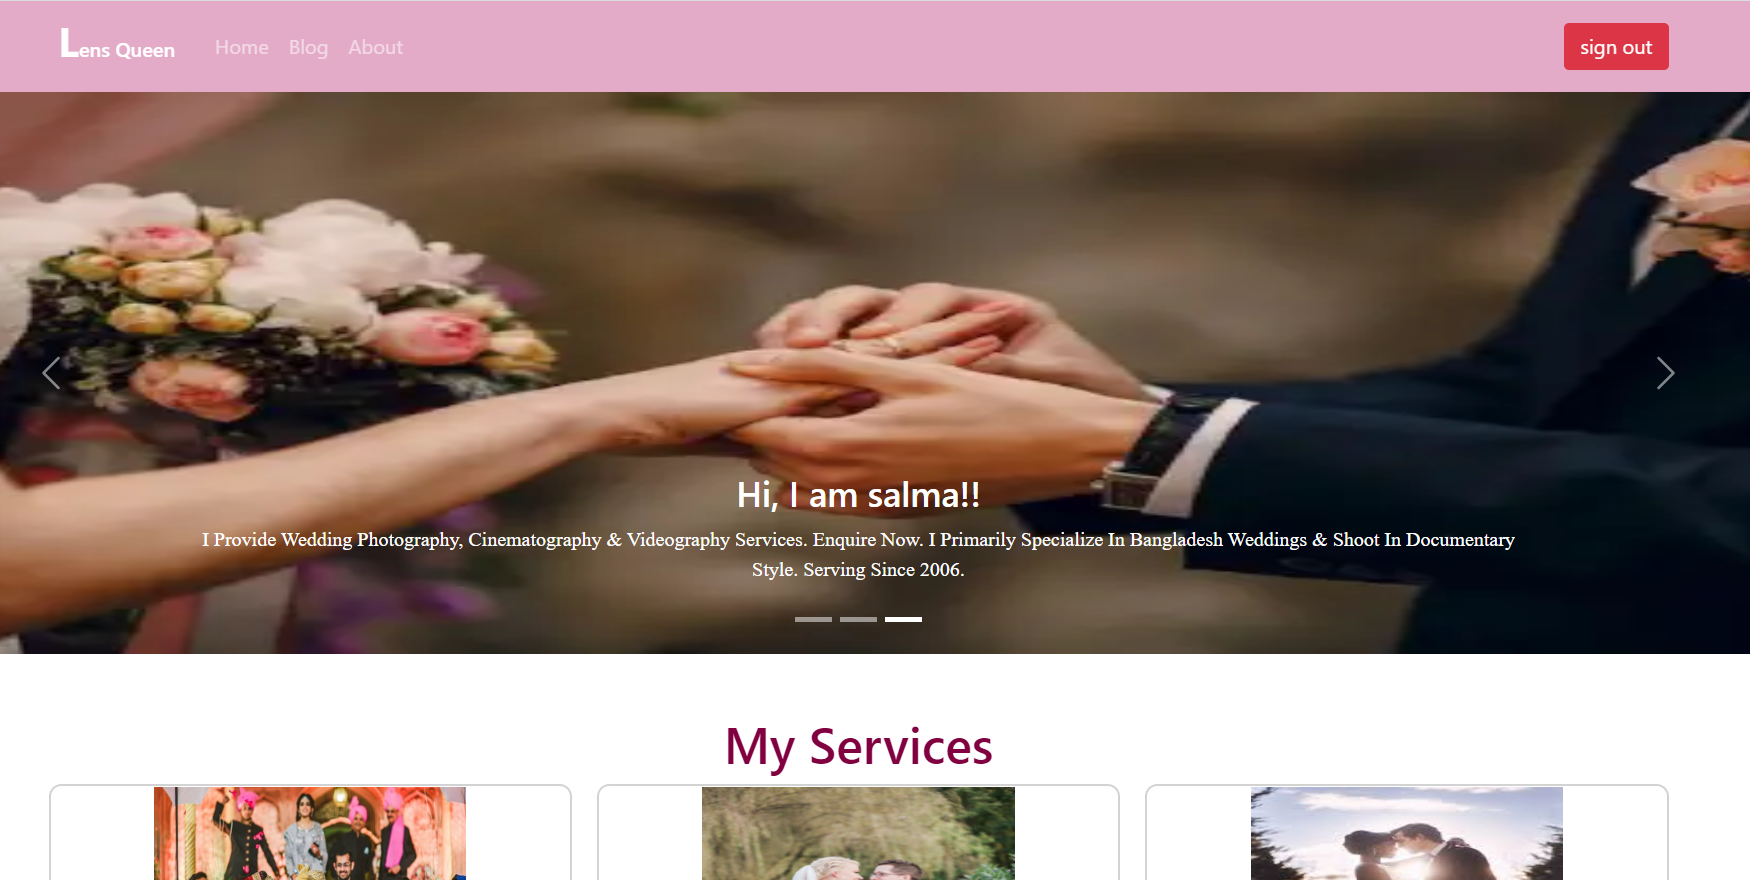 Lens Queen Home Blog About sign out
Hi, I am salma!!
I Provide Wedding Photography, Cinematography & Videography Services. Enquire Now. I Primarily Specialize In Bangladesh Weddings & Shoot In Documentary
Style. Serving Since 2006.
My Services